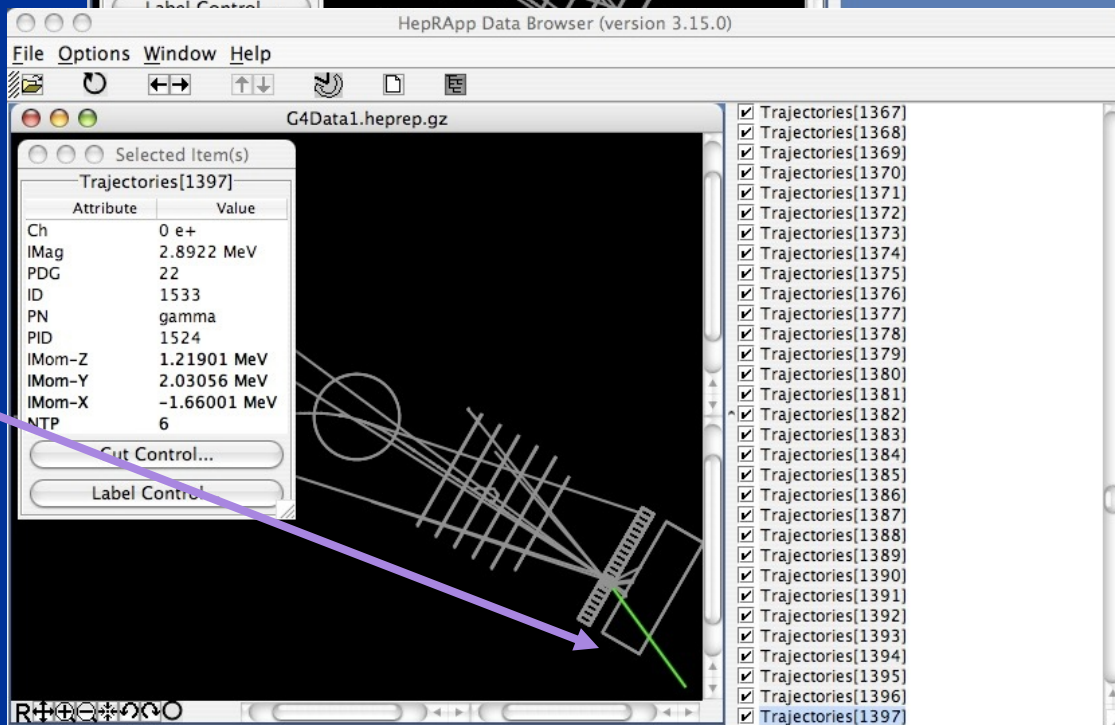 Label Control
HepRApp Data Browser (version 3.15.0)
File Options Window Help
G4Data1.heprep.gz
Selected Item(s)
Trajectories[1397]
Attribute Value
Ch 0 e+
IMag 2.8922 MeV
PDG 22
ID 1533
PN gamma
PID 1524
IMom-Z 1.21901 MeV
IMom-Y 2.03056 MeV
IMom-X -1.66001 MeV
NTP 6
Cut Control...
Label Control...
R
Trajectories[1367]
Trajectories[1368]
Trajectories[1369]
Trajectories[1370]
Trajectories[1371]
Trajectories[1372]
Trajectories[1373]
Trajectories[1374]
Trajectories[1375]
Trajectories[1376]
Trajectories[1377]
Trajectories[1378]
Trajectories[1379]
Trajectories[1380]
Trajectories[1381]
Trajectories[1382]
Trajectories[1383]
Trajectories[1384]
Trajectories[1385]
Trajectories[1386]
Trajectories[1387]
Trajectories[1388]
Trajectories[1389]
Trajectories[1390]
Trajectories[1391]
Trajectories[1392]
Trajectories[1393]
Trajectories[1394]
Trajectories[1395]
Trajectories[1396]
Trajectories[1397]